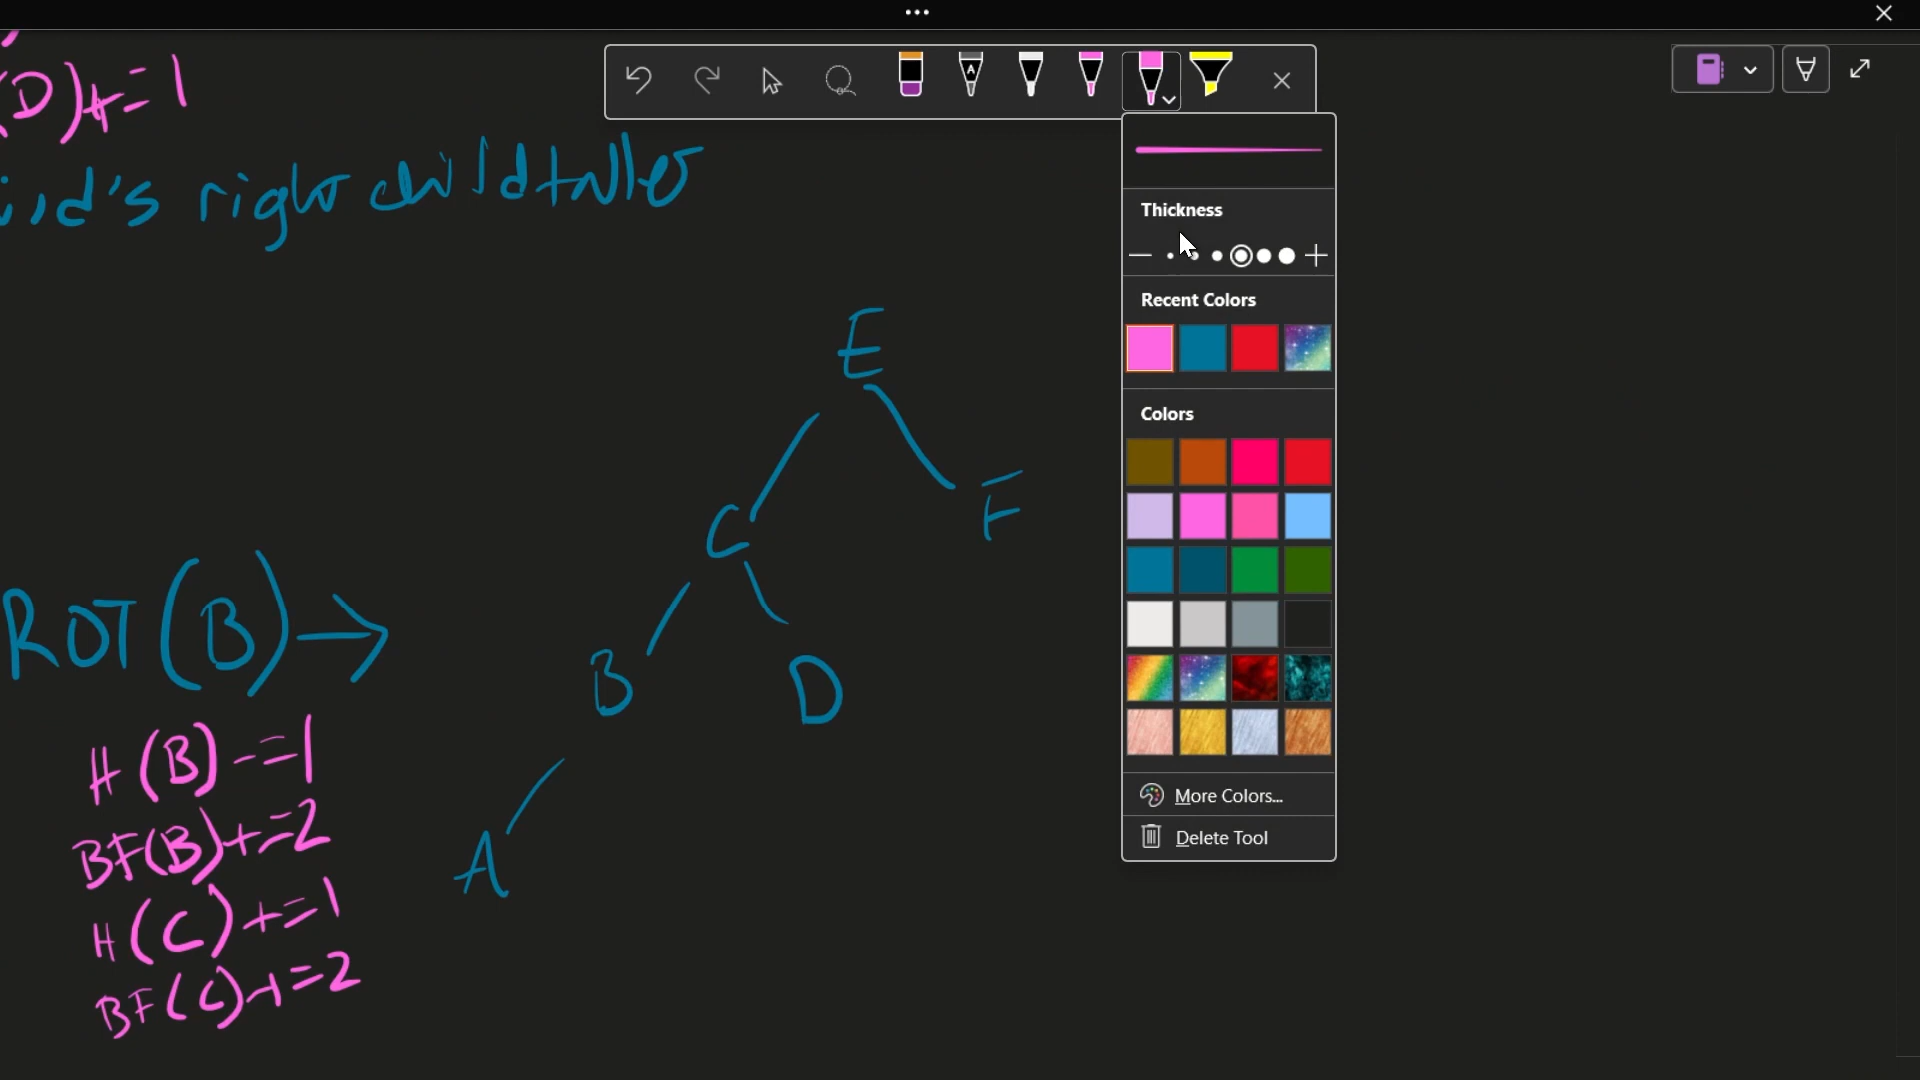 (D)+=1
right child taller
Thickness
Recent Colors
Colors
E
C
F
ROT(B)→
B
D
H(B)-=1
More Colors...
BF(B)+=2
Delete Tool
A
H(C)+=1
BF(C)+=2